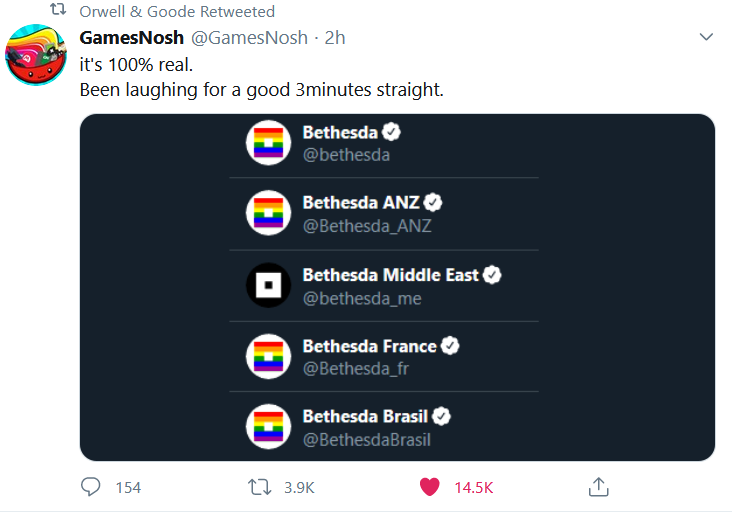 Orwell & Goode Retweeted
GamesNosh @GamesNosh · 2h
it's 100% real.
Been laughing for a good 3minutes straight.
Bethesda
@bethesda
Bethesda ANZ
@Bethesda_ANZ
Bethesda Middle East
@bethesda_me
Bethesda France
@Bethesda_fr
Bethesda Brasil
@BethesdaBrasil
154 3.9K 14.5K